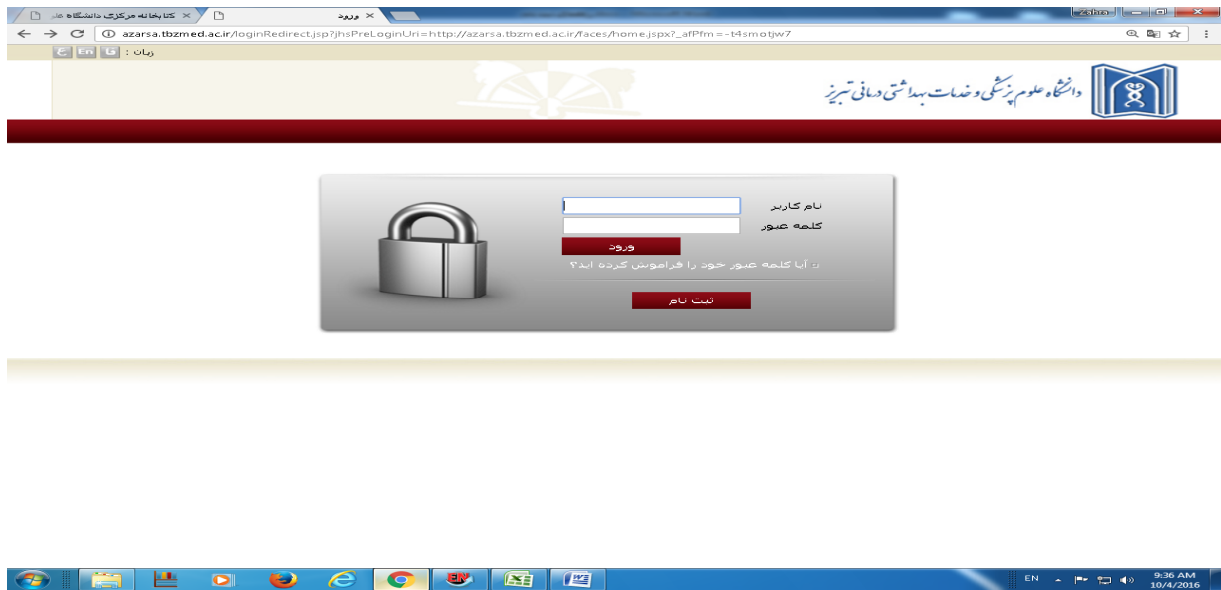 کتابخانه مرکزی دانشگاه علو
ورود
Zahra
azarsa.tbzmed.ac.ir/loginRedirect.jsp?jhsPreLoginUri=http://azarsa.tbzmed.ac.ir/faces/home.jspx?_afPfm=-t4smotjw7
زبان : فا En ع
دانشگاه علوم پزشکی و خدمات بهداشتی درمانی تبریز
نام کاربر
کلمه عبور
ورود
آیا کلمه عبور خود را فراموش کرده اید؟
ثبت نام
EN
9:36 AM
10/4/2016